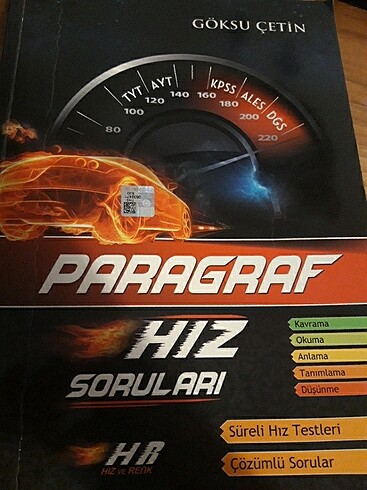 GÖKSU ÇETİN
TYT AYT KPSS ALES DGS
80 100 120 140 160 180 200 220
PARAGRAF
HIZ
SORULARI
Kavrama
Okuma
Anlama
Tanımlama
Düşünme
Süreli Hız Testleri
Çözümlü Sorular
HR
HIZ VE RENK